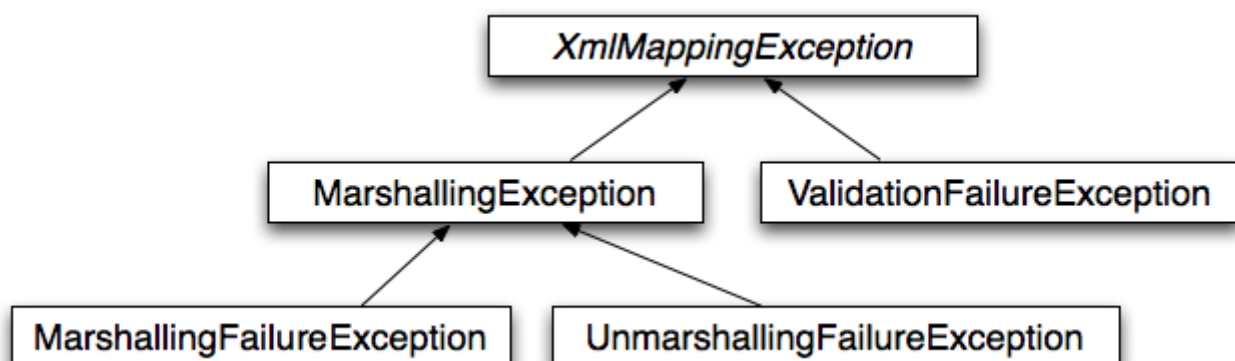 XmlMappingException
MarshallingException
ValidationFailureException
MarshallingFailureException
UnmarshallingFailureException